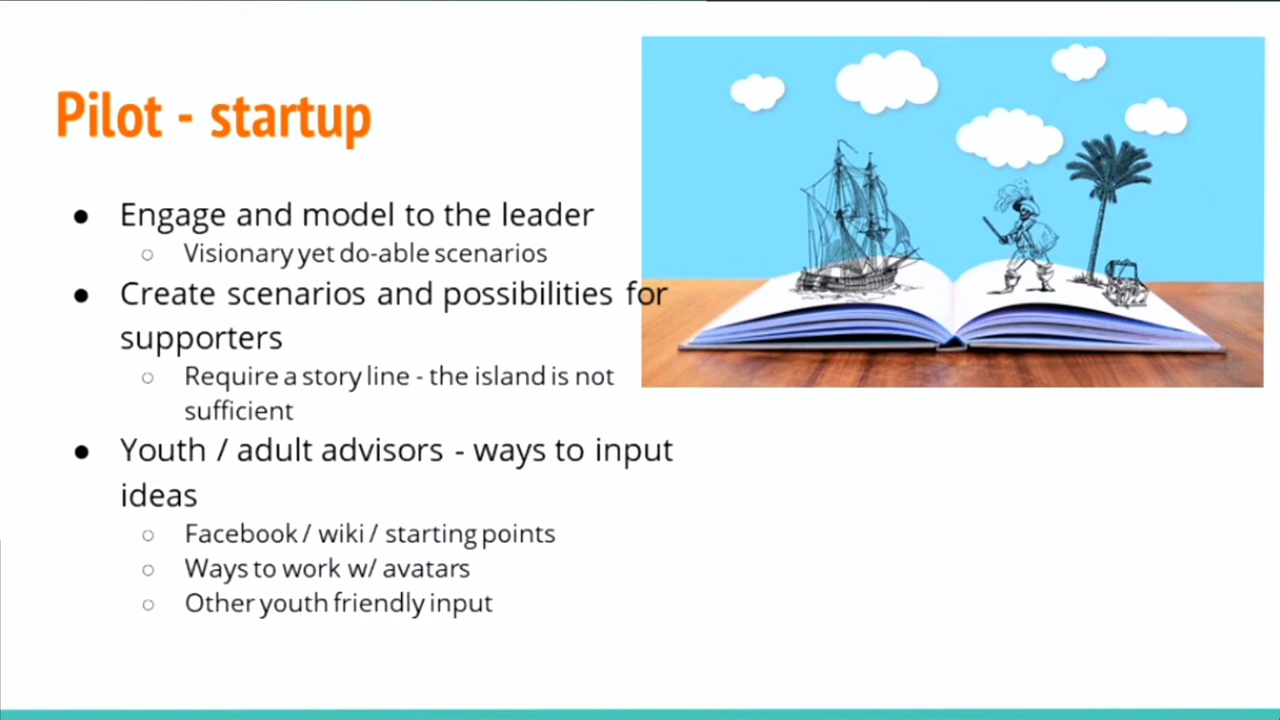 Pilot - startup
● Engage and model to the leader
○ Visionary yet do-able scenarios
● Create scenarios and possibilities for
supporters
○ Require a story line - the island is not
sufficient
● Youth / adult advisors - ways to input
ideas
○ Facebook / wiki / starting points
○ Ways to work w/ avatars
○ Other youth friendly input